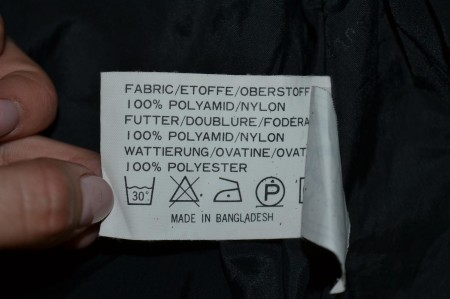 FABRIC/ETOFFE/OBERSTOFF
100% POLYAMID/NYLON
FUTTER/DOUBLURE/FODERA
100% POLYAMID/NYLON
WATTIERUNG/OVATINE/OVAT
100% POLYESTER
30° P
MADE IN BANGLADESH